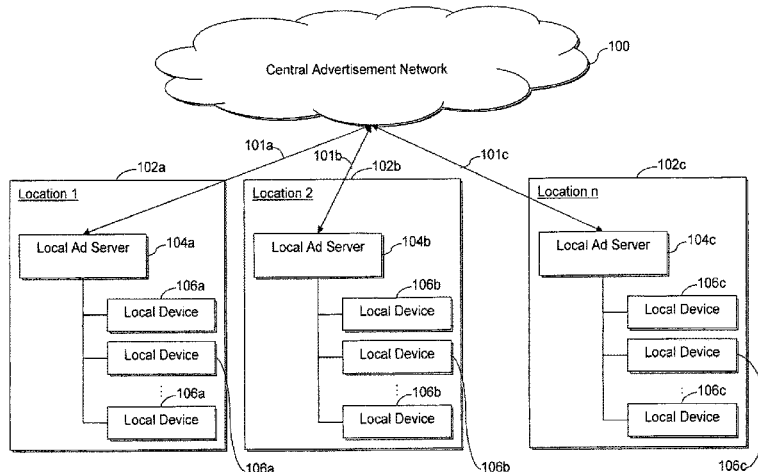 Central Advertisement Network
100
101a
101b
101c
102a
102b
102c
Location 1
Location 2
Location n
Local Ad Server
104a
Local Ad Server
104b
Local Ad Server
104c
106a
106b
106c
Local Device
Local Device
Local Device
Local Device
Local Device
Local Device
106a
106b
106c
Local Device
Local Device
Local Device
106a
106b
106c